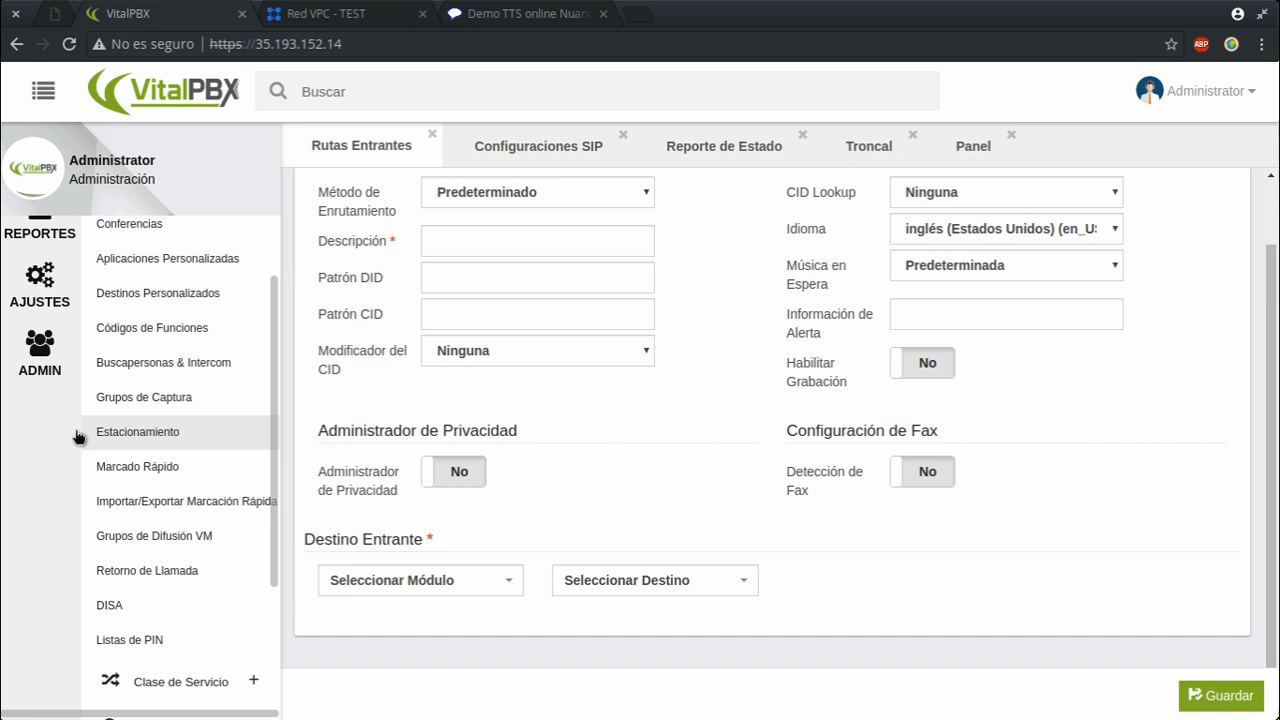 VitalPBX
Red VPC - TEST
Demo TTS online Nuan
No es seguro
https://35.193.152.14
ABP
VitalPBX
Buscar
Administrator
Administrator
Administración
REPORTES
AJUSTES
ADMIN
Conferencias
Aplicaciones Personalizadas
Destinos Personalizados
Códigos de Funciones
Buscapersonas & Intercom
Grupos de Captura
Estacionamiento
Marcado Rápido
Importar/Exportar Marcación Rápida
Grupos de Difusión VM
Retorno de Llamada
DISA
Listas de PIN
Clase de Servicio +
Rutas Entrantes
Configuraciones SIP
Reporte de Estado
Troncal
Panel
Método de
Enrutamiento
Predeterminado
Descripción *
Patrón DID
Patrón CID
Modificador del
CID
Ninguna
CID Lookup
Ninguna
Idioma
inglés (Estados Unidos) (en_US
Música en
Espera
Predeterminada
Información de
Alerta
Habilitar
Grabación
No
Administrador de Privacidad
Administrador
de Privacidad
No
Configuración de Fax
Detección de
Fax
No
Destino Entrante *
Seleccionar Módulo
Seleccionar Destino
Guardar